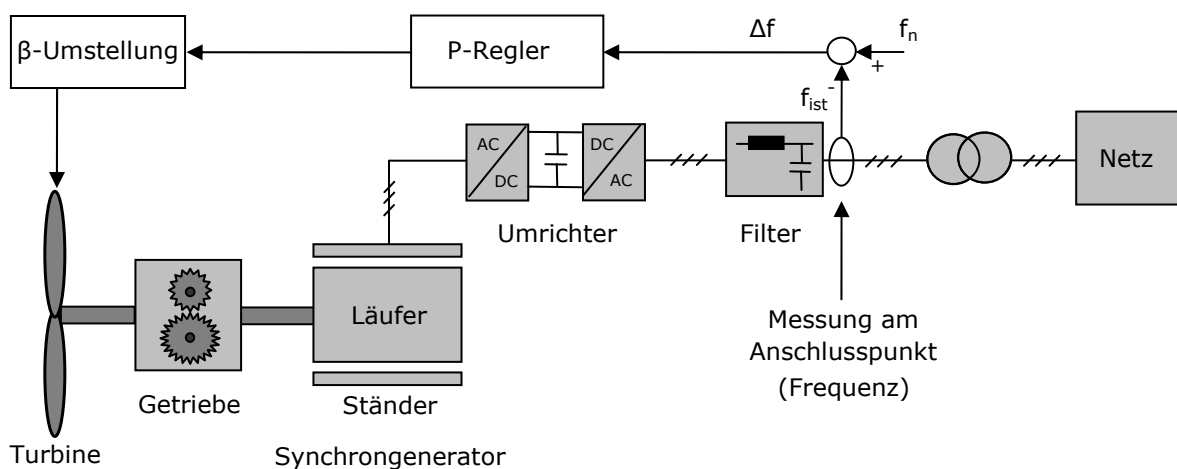 β-Umstellung
P-Regler
Δf
f_n
+
-
f_ist
AC
DC
DC
AC
Netz
Umrichter
Filter
Läufer
Messung am
Anschlusspunkt
(Frequenz)
Getriebe
Ständer
Turbine
Synchrongenerator